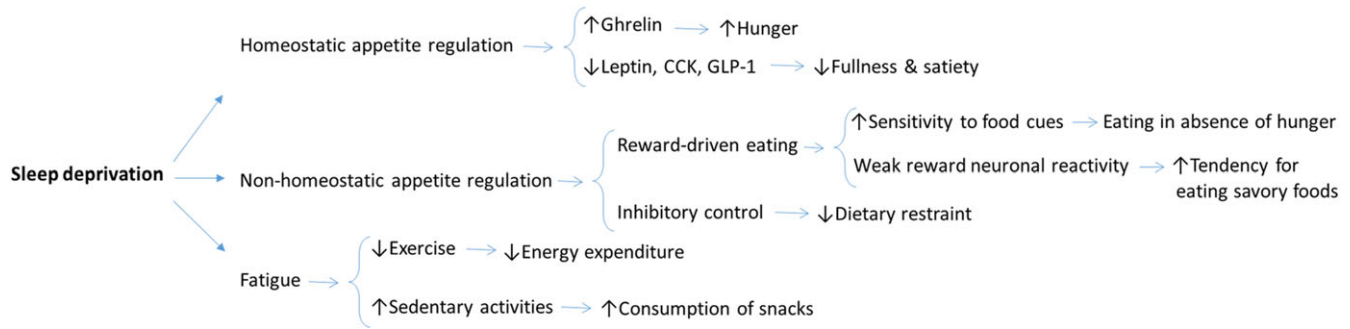 ↑Ghrelin → ↑Hunger
Homeostatic appetite regulation →
↓Leptin, CCK, GLP-1 → ↓Fullness & satiety
↑Sensitivity to food cues → Eating in absence of hunger
Reward-driven eating →
Weak reward neuronal reactivity → ↑Tendency for
eating savory foods
Sleep deprivation
Non-homeostatic appetite regulation →
Inhibitory control → ↓Dietary restraint
↓Exercise → ↓Energy expenditure
Fatigue →
↑Sedentary activities → ↑Consumption of snacks